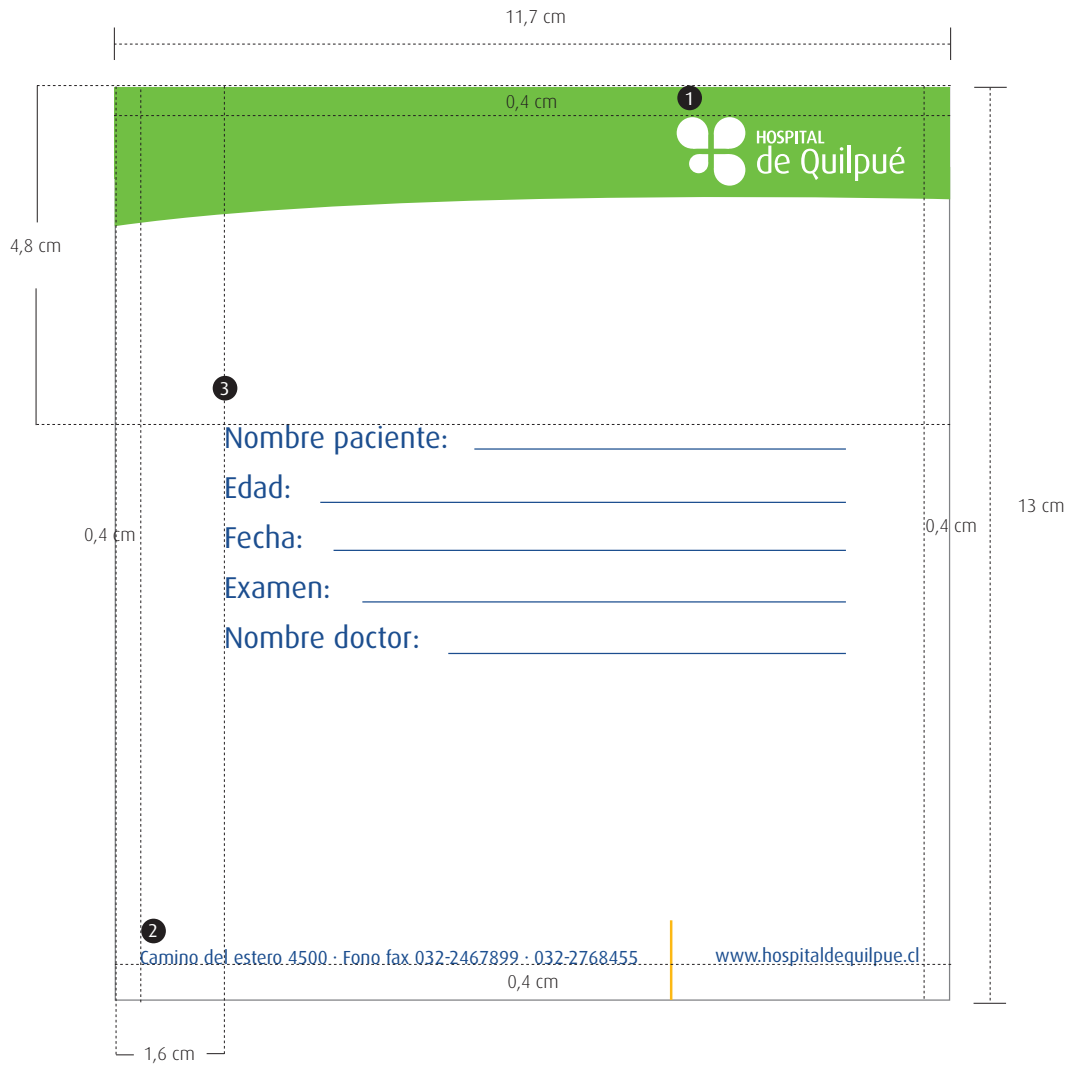 11,7 cm
0,4 cm
1
HOSPITAL
de Quilpué
4,8 cm
3
Nombre paciente:
Edad:
13 cm
0,4 cm
0,4 cm
Fecha:
Examen:
Nombre doctor:
2
Camino del estero 4500 · Fono fax 032-2467899 · 032-2768455
www.hospitaldequilpue.cl
0,4 cm
1,6 cm